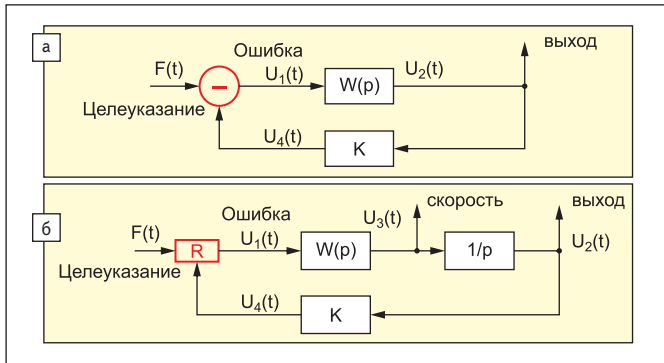 а
Ошибка
выход
F(t)
U₁(t)
W(p)
U₂(t)
Целеуказание
−
U₄(t)
K
б
Ошибка
скорость
выход
F(t)
R
U₁(t)
W(p)
U₃(t)
1/p
U₂(t)
Целеуказание
U₄(t)
K